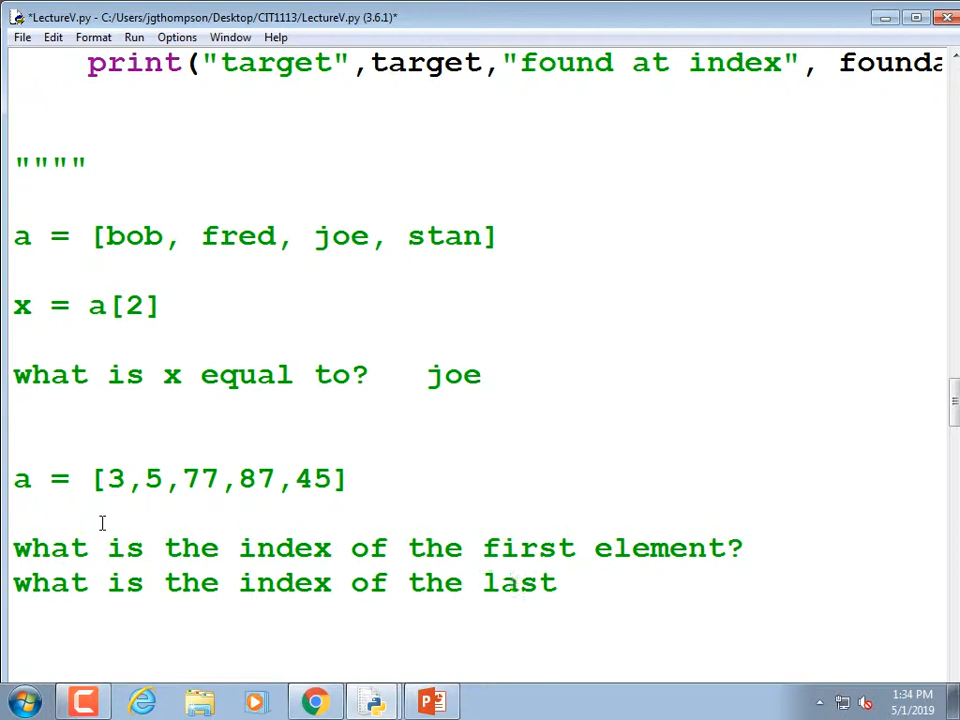 *LectureV.py - C:/Users/jgthompson/Desktop/CIT1113/LectureV.py (3.6.1)*
File Edit Format Run Options Window Help
print("target",target,"found at index", founda
""""
a = [bob, fred, joe, stan]
x = a[2]
what is x equal to? joe
a = [3,5,77,87,45]
what is the index of the first element?
what is the index of the last
1:34 PM
5/1/2019